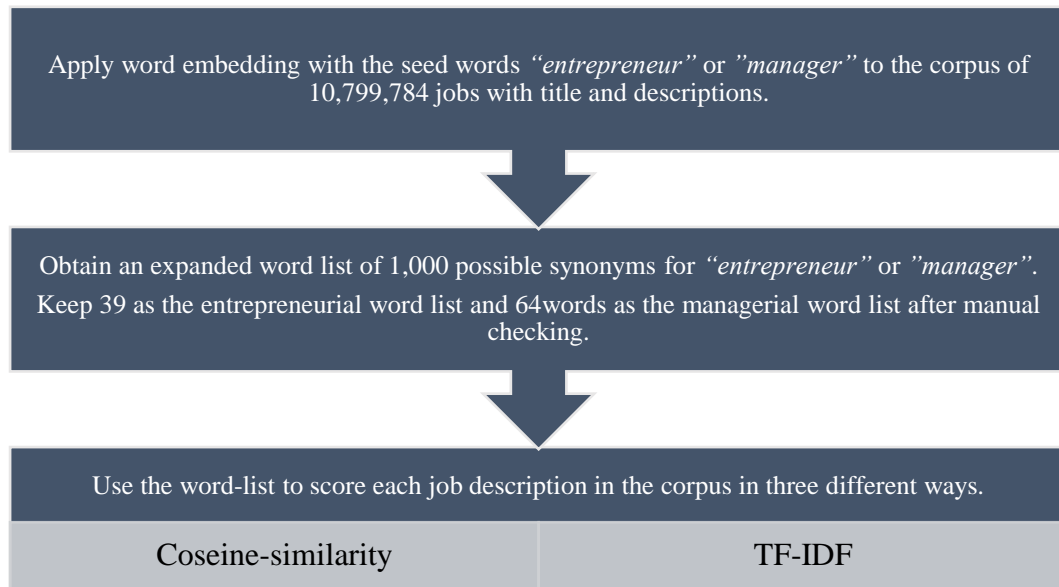 Apply word embedding with the seed words “entrepreneur” or ”manager” to the corpus of
10,799,784 jobs with title and descriptions.
Obtain an expanded word list of 1,000 possible synonyms for “entrepreneur” or ”manager”.
Keep 39 as the entrepreneurial word list and 64words as the managerial word list after manual
checking.
Use the word-list to score each job description in the corpus in three different ways.
Coseine-similarity
TF-IDF